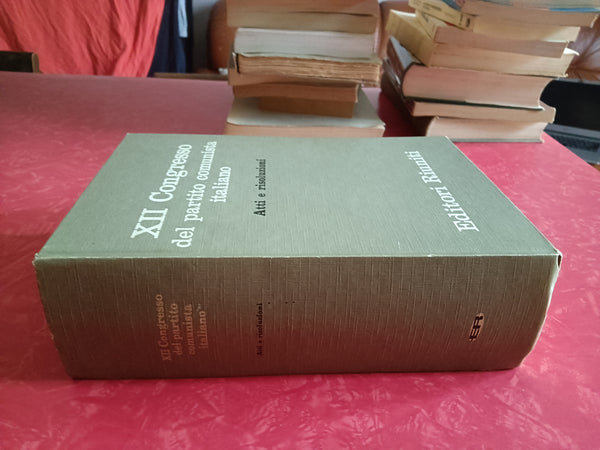 XII Congresso
del partito comunista
italiano
Atti e risoluzioni
Editori Riuniti
XII Congresso
del partito
comunista
italiano
Atti e risoluzioni
ER